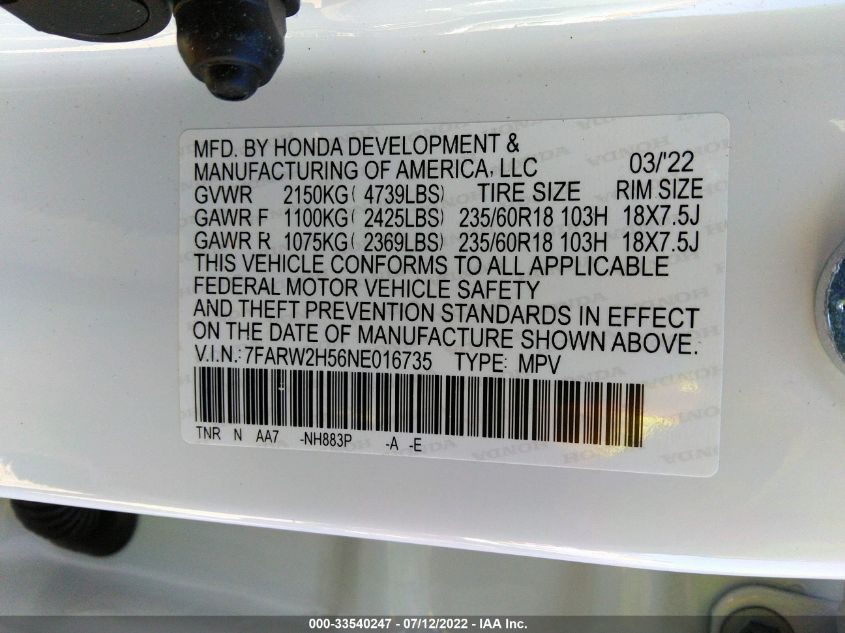 MFD. BY HONDA DEVELOPMENT &
MANUFACTURING OF AMERICA, LLC 03/'22
GVWR 2150KG( 4739LBS) TIRE SIZE RIM SIZE
GAWR F 1100KG( 2425LBS) 235/60R18 103H 18X7.5J
GAWR R 1075KG( 2369LBS) 235/60R18 103H 18X7.5J
THIS VEHICLE CONFORMS TO ALL APPLICABLE
FEDERAL MOTOR VEHICLE SAFETY
AND THEFT PREVENTION STANDARDS IN EFFECT
ON THE DATE OF MANUFACTURE SHOWN ABOVE.
V.I.N.: 7FARW2H56NE016735 TYPE: MPV
TNR N AA7 -NH883P -A -E
000-33540247 - 07/12/2022 - IAA Inc.